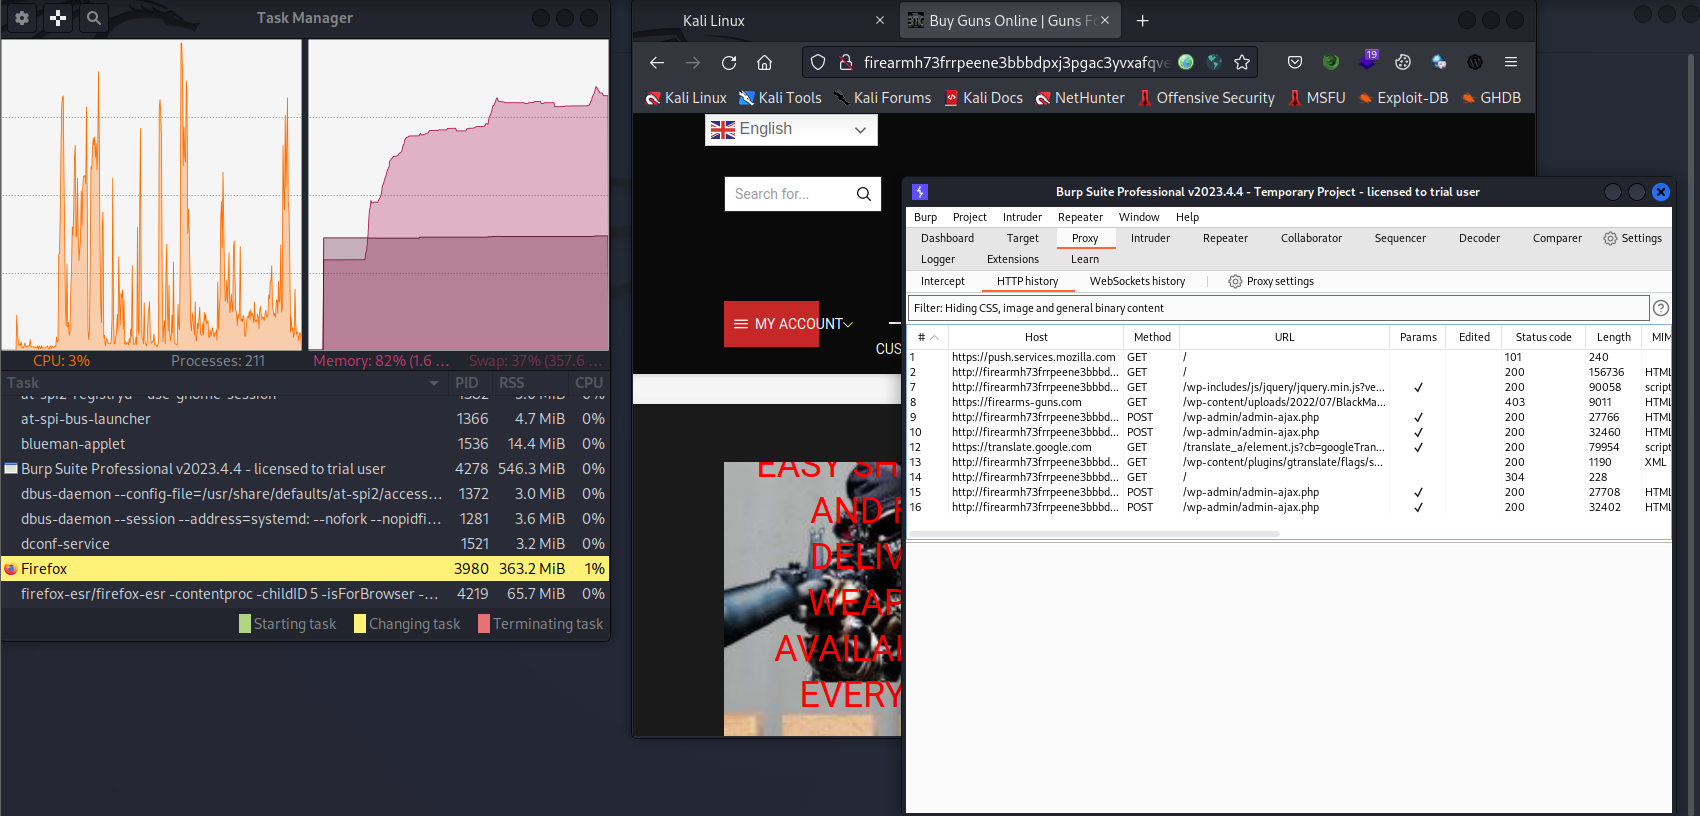 Task Manager
CPU: 3%
Processes: 211
Memory: 82% (1.6 ...
Swap: 37% (357.6 ...
Task PID RSS CPU
at-spi-bus-launcher 1366 4.7 MiB 0%
blueman-applet 1536 14.4 MiB 0%
Burp Suite Professional v2023.4.4 - licensed to trial user 4278 546.3 MiB 0%
dbus-daemon --config-file=/usr/share/defaults/at-spi2/access... 1372 3.0 MiB 0%
dbus-daemon --session --address=systemd: --nofork --nopidfi... 1281 3.6 MiB 0%
dconf-service 1521 3.2 MiB 0%
Firefox 3980 363.2 MiB 1%
firefox-esr/firefox-esr -contentproc -childID 5 -isForBrowser -... 4219 65.7 MiB 0%
Starting task Changing task Terminating task
Kali Linux
Buy Guns Online | Guns Fo
firearmh73frrpeene3bbbdpxj3pgac3yvxafqve
19
Kali Linux Kali Tools Kali Forums Kali Docs NetHunter Offensive Security MSFU Exploit-DB GHDB
English
Search for...
MY ACCOUNT
CUS
EASY SH
AND
DELIV
WEAP
AVAILA
EVERY
Burp Suite Professional v2023.4.4 - Temporary Project - licensed to trial user
Burp Project Intruder Repeater Window Help
Dashboard Target Proxy Intruder Repeater Collaborator Sequencer Decoder Comparer Settings
Logger Extensions Learn
Intercept HTTP history WebSockets history Proxy settings
Filter: Hiding CSS, image and general binary content
# Host Method URL Params Edited Status code Length MIM
1 https://push.services.mozilla.com GET / 101 240
2 http://firearmh73frrpeene3bbbd... GET / 200 156736 HTML
7 http://firearmh73frrpeene3bbbd... GET /wp-includes/js/jquery/jquery.min.js?ve... ✓ 200 90058 script
8 https://firearms-guns.com GET /wp-content/uploads/2022/07/BlackMa... 403 9011 HTML
9 http://firearmh73frrpeene3bbbd... POST /wp-admin/admin-ajax.php ✓ 200 27766 HTML
10 http://firearmh73frrpeene3bbbd... POST /wp-admin/admin-ajax.php ✓ 200 32460 HTML
12 https://translate.google.com GET /translate_a/element.js?cb=googleTran... ✓ 200 79954 script
13 http://firearmh73frrpeene3bbbd... GET /wp-content/plugins/gtranslate/flags/s... 200 1190 XML
14 http://firearmh73frrpeene3bbbd... GET / 304 228
15 http://firearmh73frrpeene3bbbd... POST /wp-admin/admin-ajax.php ✓ 200 27708 HTML
16 http://firearmh73frrpeene3bbbd... POST /wp-admin/admin-ajax.php ✓ 200 32402 HTML